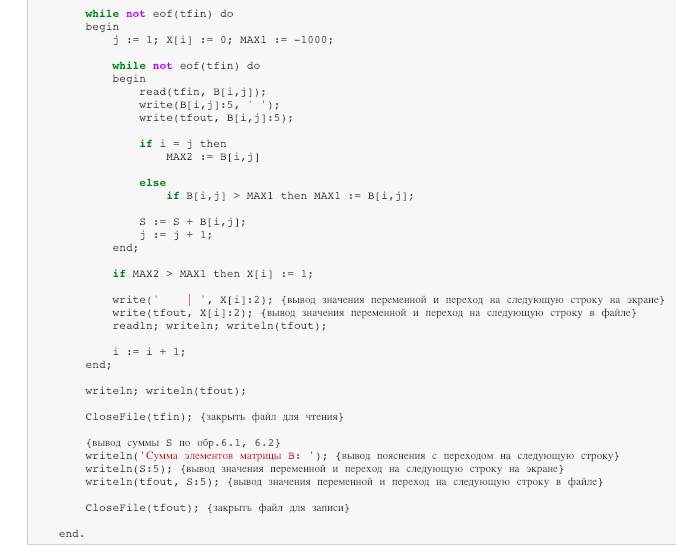 while not eof(tfin) do
begin
j := 1; X[i] := 0; MAX1 := -1000;
while not eof(tfin) do
begin
read(tfin, B[i,j]);
write(B[i,j]:5, ' ');
write(tfout, B[i,j]:5);
if i = j then
MAX2 := B[i,j]
else
if B[i,j] > MAX1 then MAX1 := B[i,j];
S := S + B[i,j];
j := j + 1;
end;
if MAX2 > MAX1 then X[i] := 1;
write('    | ', X[i]:2); {вывод значения переменной и переход на следующую строку на экране}
write(tfout, X[i]:2); {вывод значения переменной и переход на следующую строку в файле}
readln; writeln; writeln(tfout);
i := i + 1;
end;
writeln; writeln(tfout);
CloseFile(tfin); {закрыть файл для чтения}
{вывод суммы S по обр.6.1, 6.2}
writeln('Сумма элементов матрицы B: '); {вывод пояснения с переходом на следующую строку}
writeln(S:5); {вывод значения переменной и переход на следующую строку на экране}
writeln(tfout, S:5); {вывод значения переменной и переход на следующую строку в файле}
CloseFile(tfout); {закрыть файл для записи}
end.